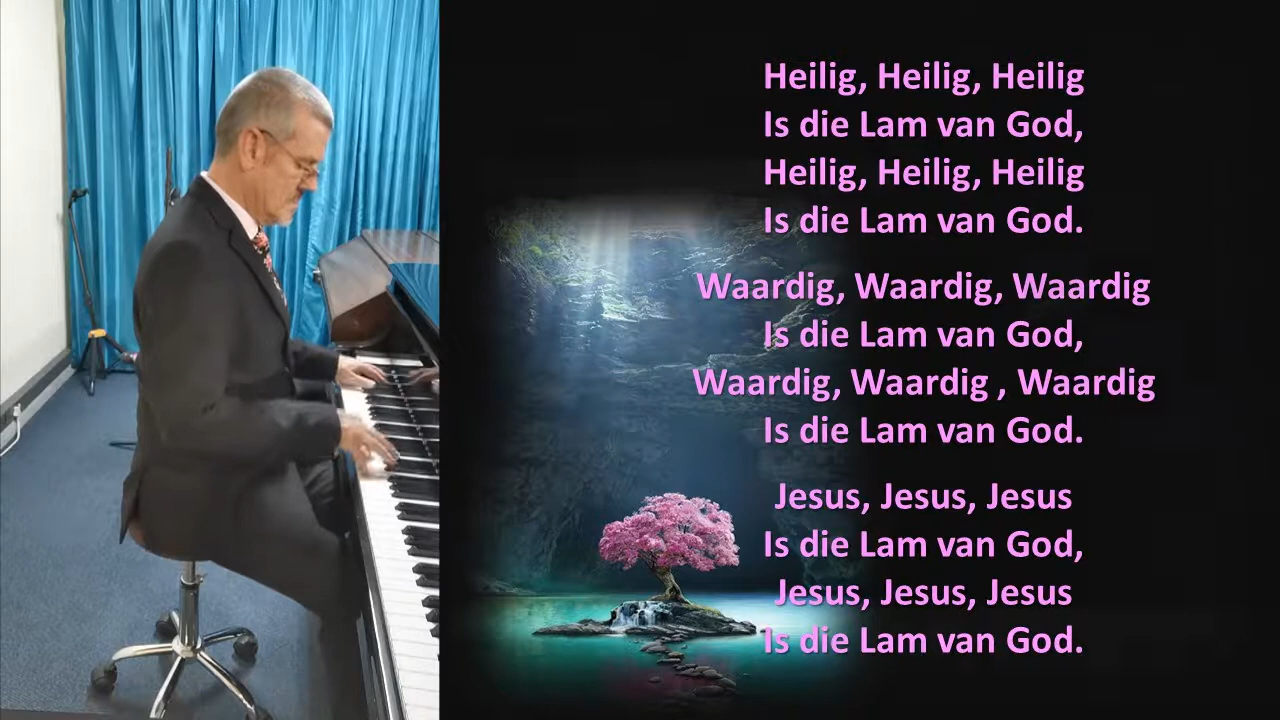 Heilig, Heilig, Heilig
Is die Lam van God,
Heilig, Heilig, Heilig
Is die Lam van God.
Waardig, Waardig, Waardig
Is die Lam van God,
Waardig, Waardig , Waardig
Is die Lam van God.
Jesus, Jesus, Jesus
Is die Lam van God,
Jesus, Jesus, Jesus
Is die Lam van God.